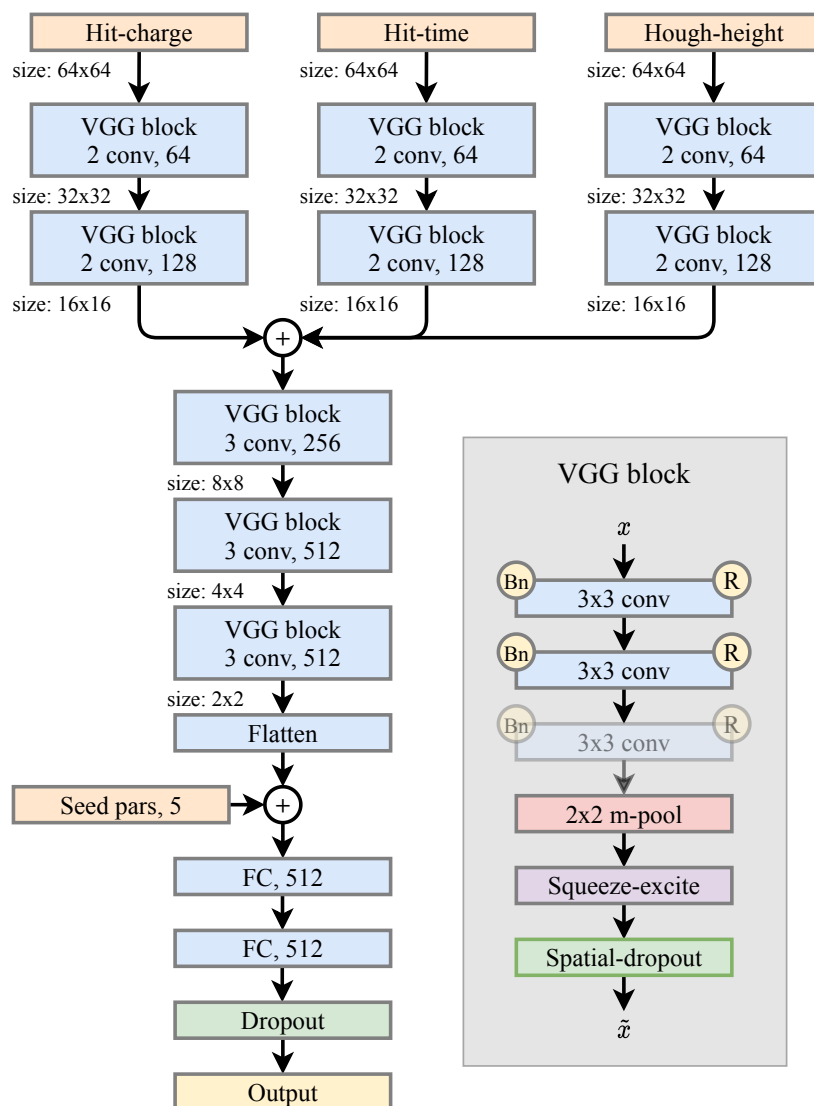 Hit-charge
Hit-time
Hough-height
size: 64x64
size: 64x64
size: 64x64
VGG block
2 conv, 64
VGG block
2 conv, 64
VGG block
2 conv, 64
size: 32x32
size: 32x32
size: 32x32
VGG block
2 conv, 128
VGG block
2 conv, 128
VGG block
2 conv, 128
size: 16x16
size: 16x16
size: 16x16
+
VGG block
3 conv, 256
size: 8x8
VGG block
3 conv, 512
size: 4x4
VGG block
3 conv, 512
size: 2x2
Flatten
Seed pars, 5
+
FC, 512
FC, 512
Dropout
Output
VGG block
x
Bn
R
3x3 conv
Bn
R
3x3 conv
Bn
R
3x3 conv
2x2 m-pool
Squeeze-excite
Spatial-dropout
x̃